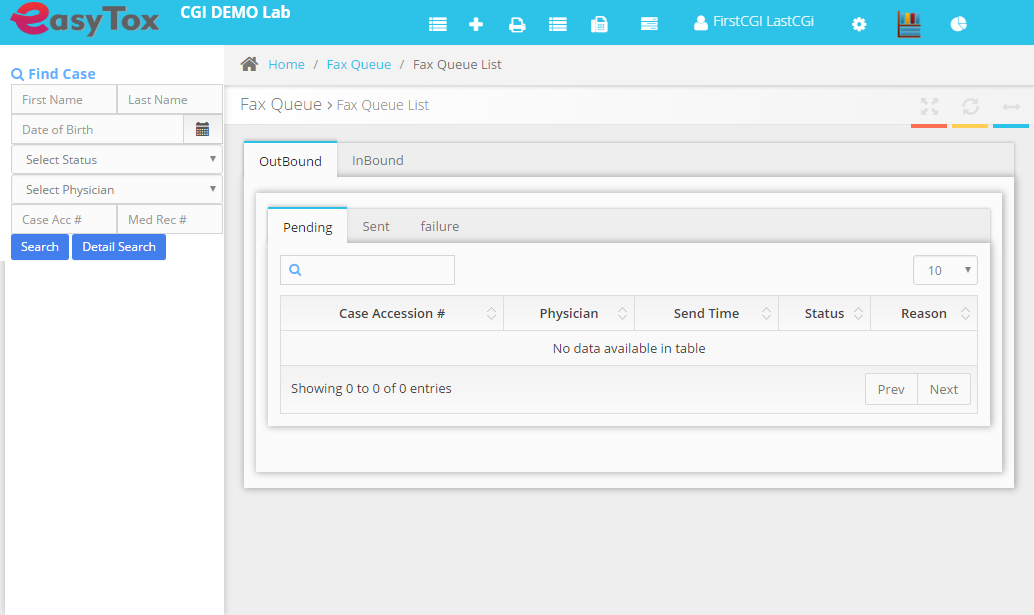 easyTox
CGI DEMO Lab
FirstCGI LastCGi
Find Case
First Name
Last Name
Date of Birth
Select Status
Select Physician
Case Acc #
Med Rec #
Search
Detail Search
Home / Fax Queue / Fax Queue List
Fax Queue › Fax Queue List
OutBound
InBound
Pending
Sent
failure
10
Case Accession #
Physician
Send Time
Status
Reason
No data available in table
Showing 0 to 0 of 0 entries
Prev
Next